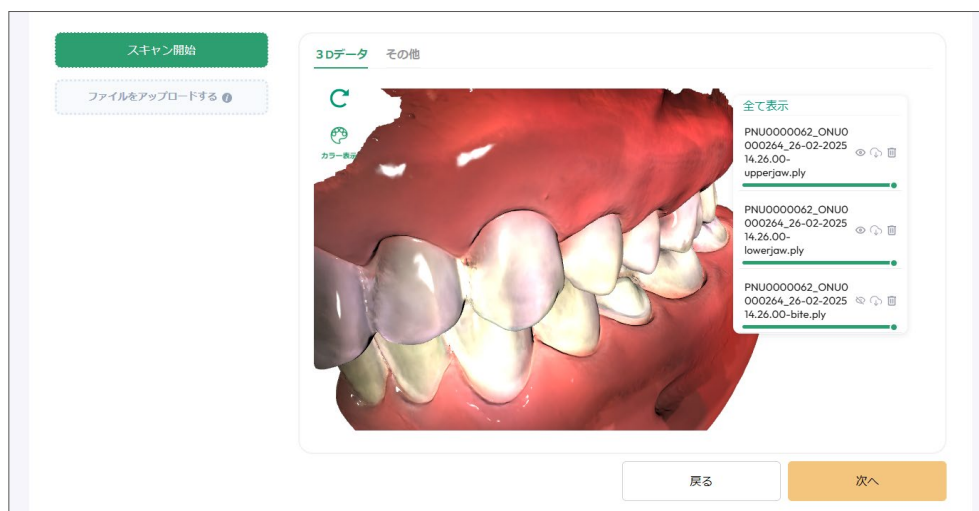 スキャン開始
ファイルをアップロードする
3Dデータ その他
カラー表示
全て表示
PNU0000062_ONU0
000264_26-02-2025
14.26.00-
upperjaw.ply
PNU0000062_ONU0
000264_26-02-2025
14.26.00-
lowerjaw.ply
PNU0000062_ONU0
000264_26-02-2025
14.26.00-bite.ply
戻る
次へ